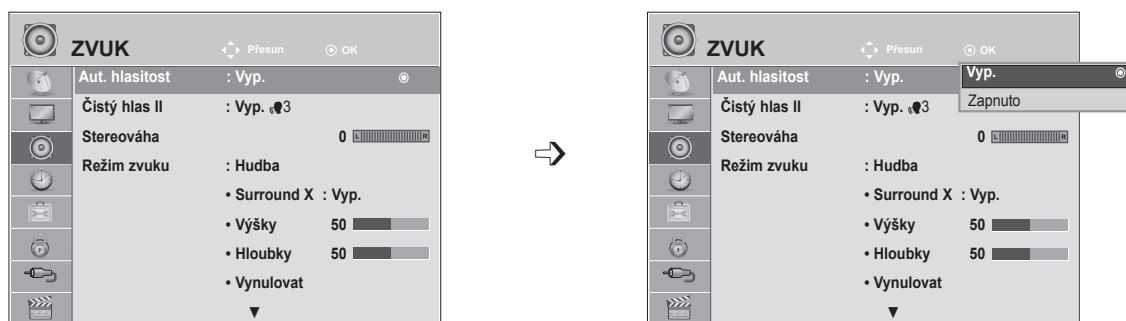 ZVUK Přesun OK
Aut. hlasitost : Vyp.
Čistý hlas II : Vyp. 3
Stereováha 0 L R
Režim zvuku : Hudba
• Surround X : Vyp.
• Výšky 50
• Hloubky 50
• Vynulovat
ZVUK Přesun OK
Aut. hlasitost : Vyp.
Vyp.
Zapnuto
Čistý hlas II : Vyp. 3
Stereováha 0 L R
Režim zvuku : Hudba
• Surround X : Vyp.
• Výšky 50
• Hloubky 50
• Vynulovat